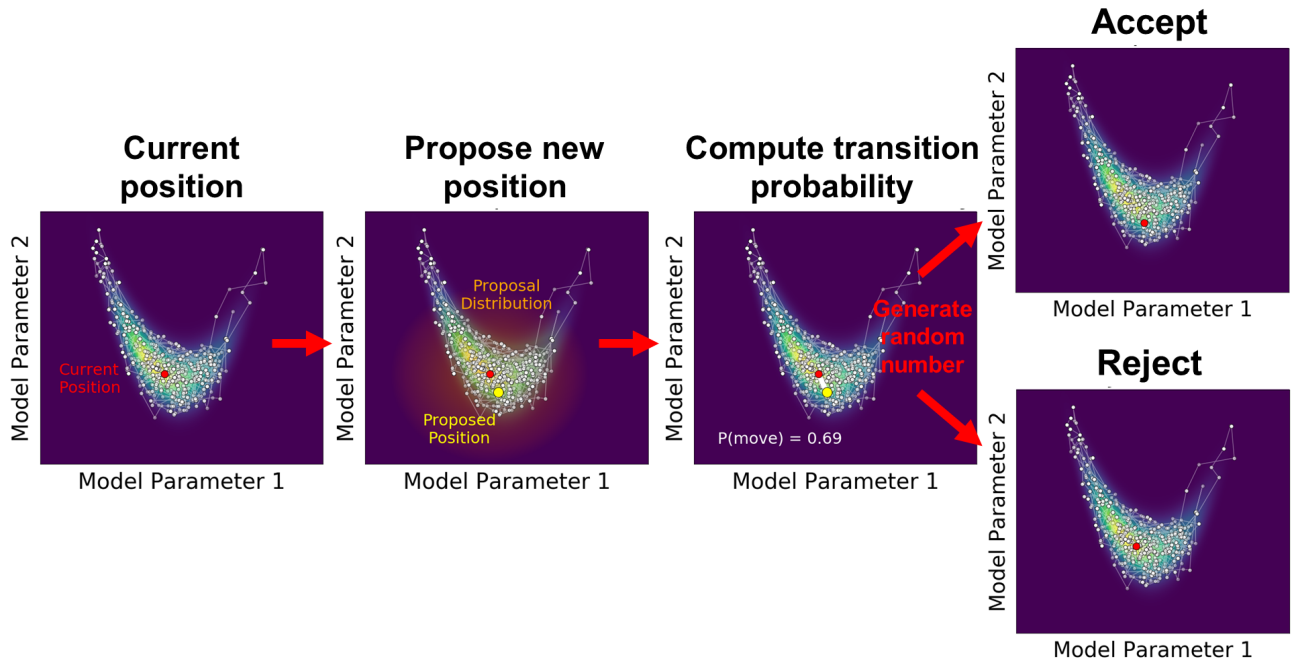 Current
position
Model Parameter 2
Current
Position
Model Parameter 1
Propose new
position
Model Parameter 2
Proposal
Distribution
Proposed
Position
Model Parameter 1
Compute transition
probability
Model Parameter 2
P(move) = 0.69
Model Parameter 1
Generate
random
number
Accept
Model Parameter 2
Model Parameter 1
Reject
Model Parameter 2
Model Parameter 1